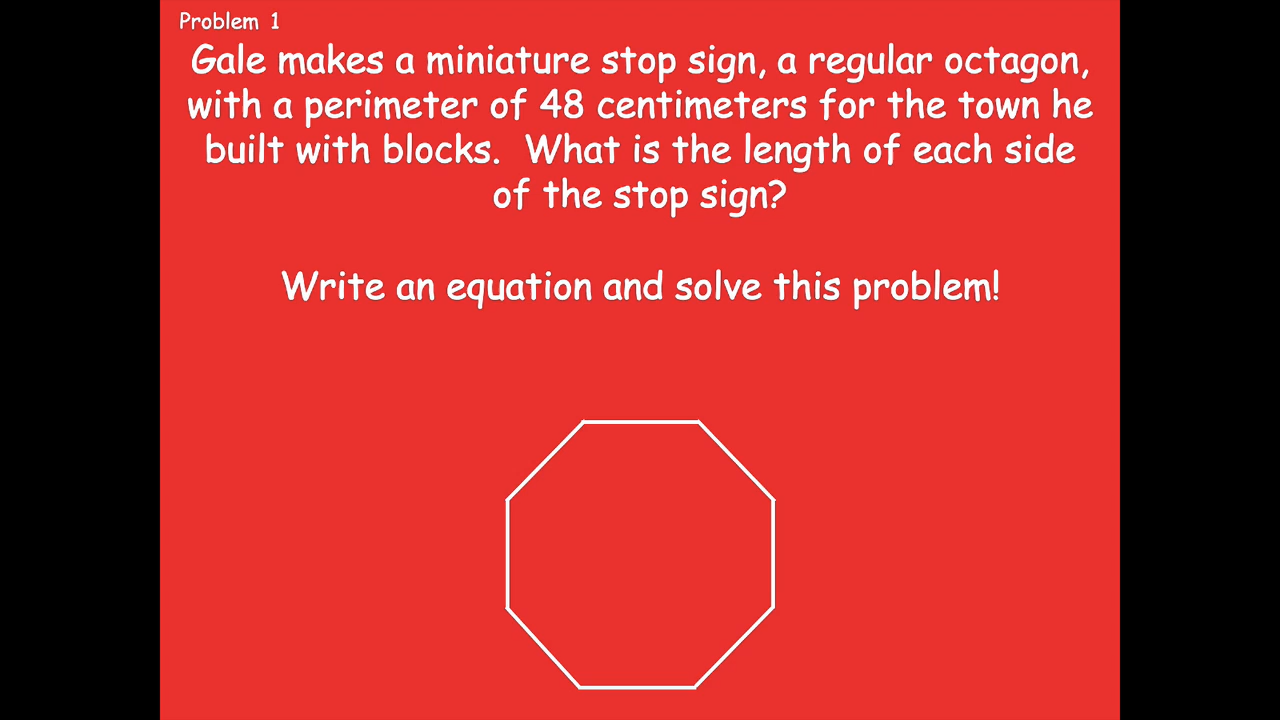 Problem 1
Gale makes a miniature stop sign, a regular octagon,
with a perimeter of 48 centimeters for the town he
built with blocks.  What is the length of each side
of the stop sign?
Write an equation and solve this problem!